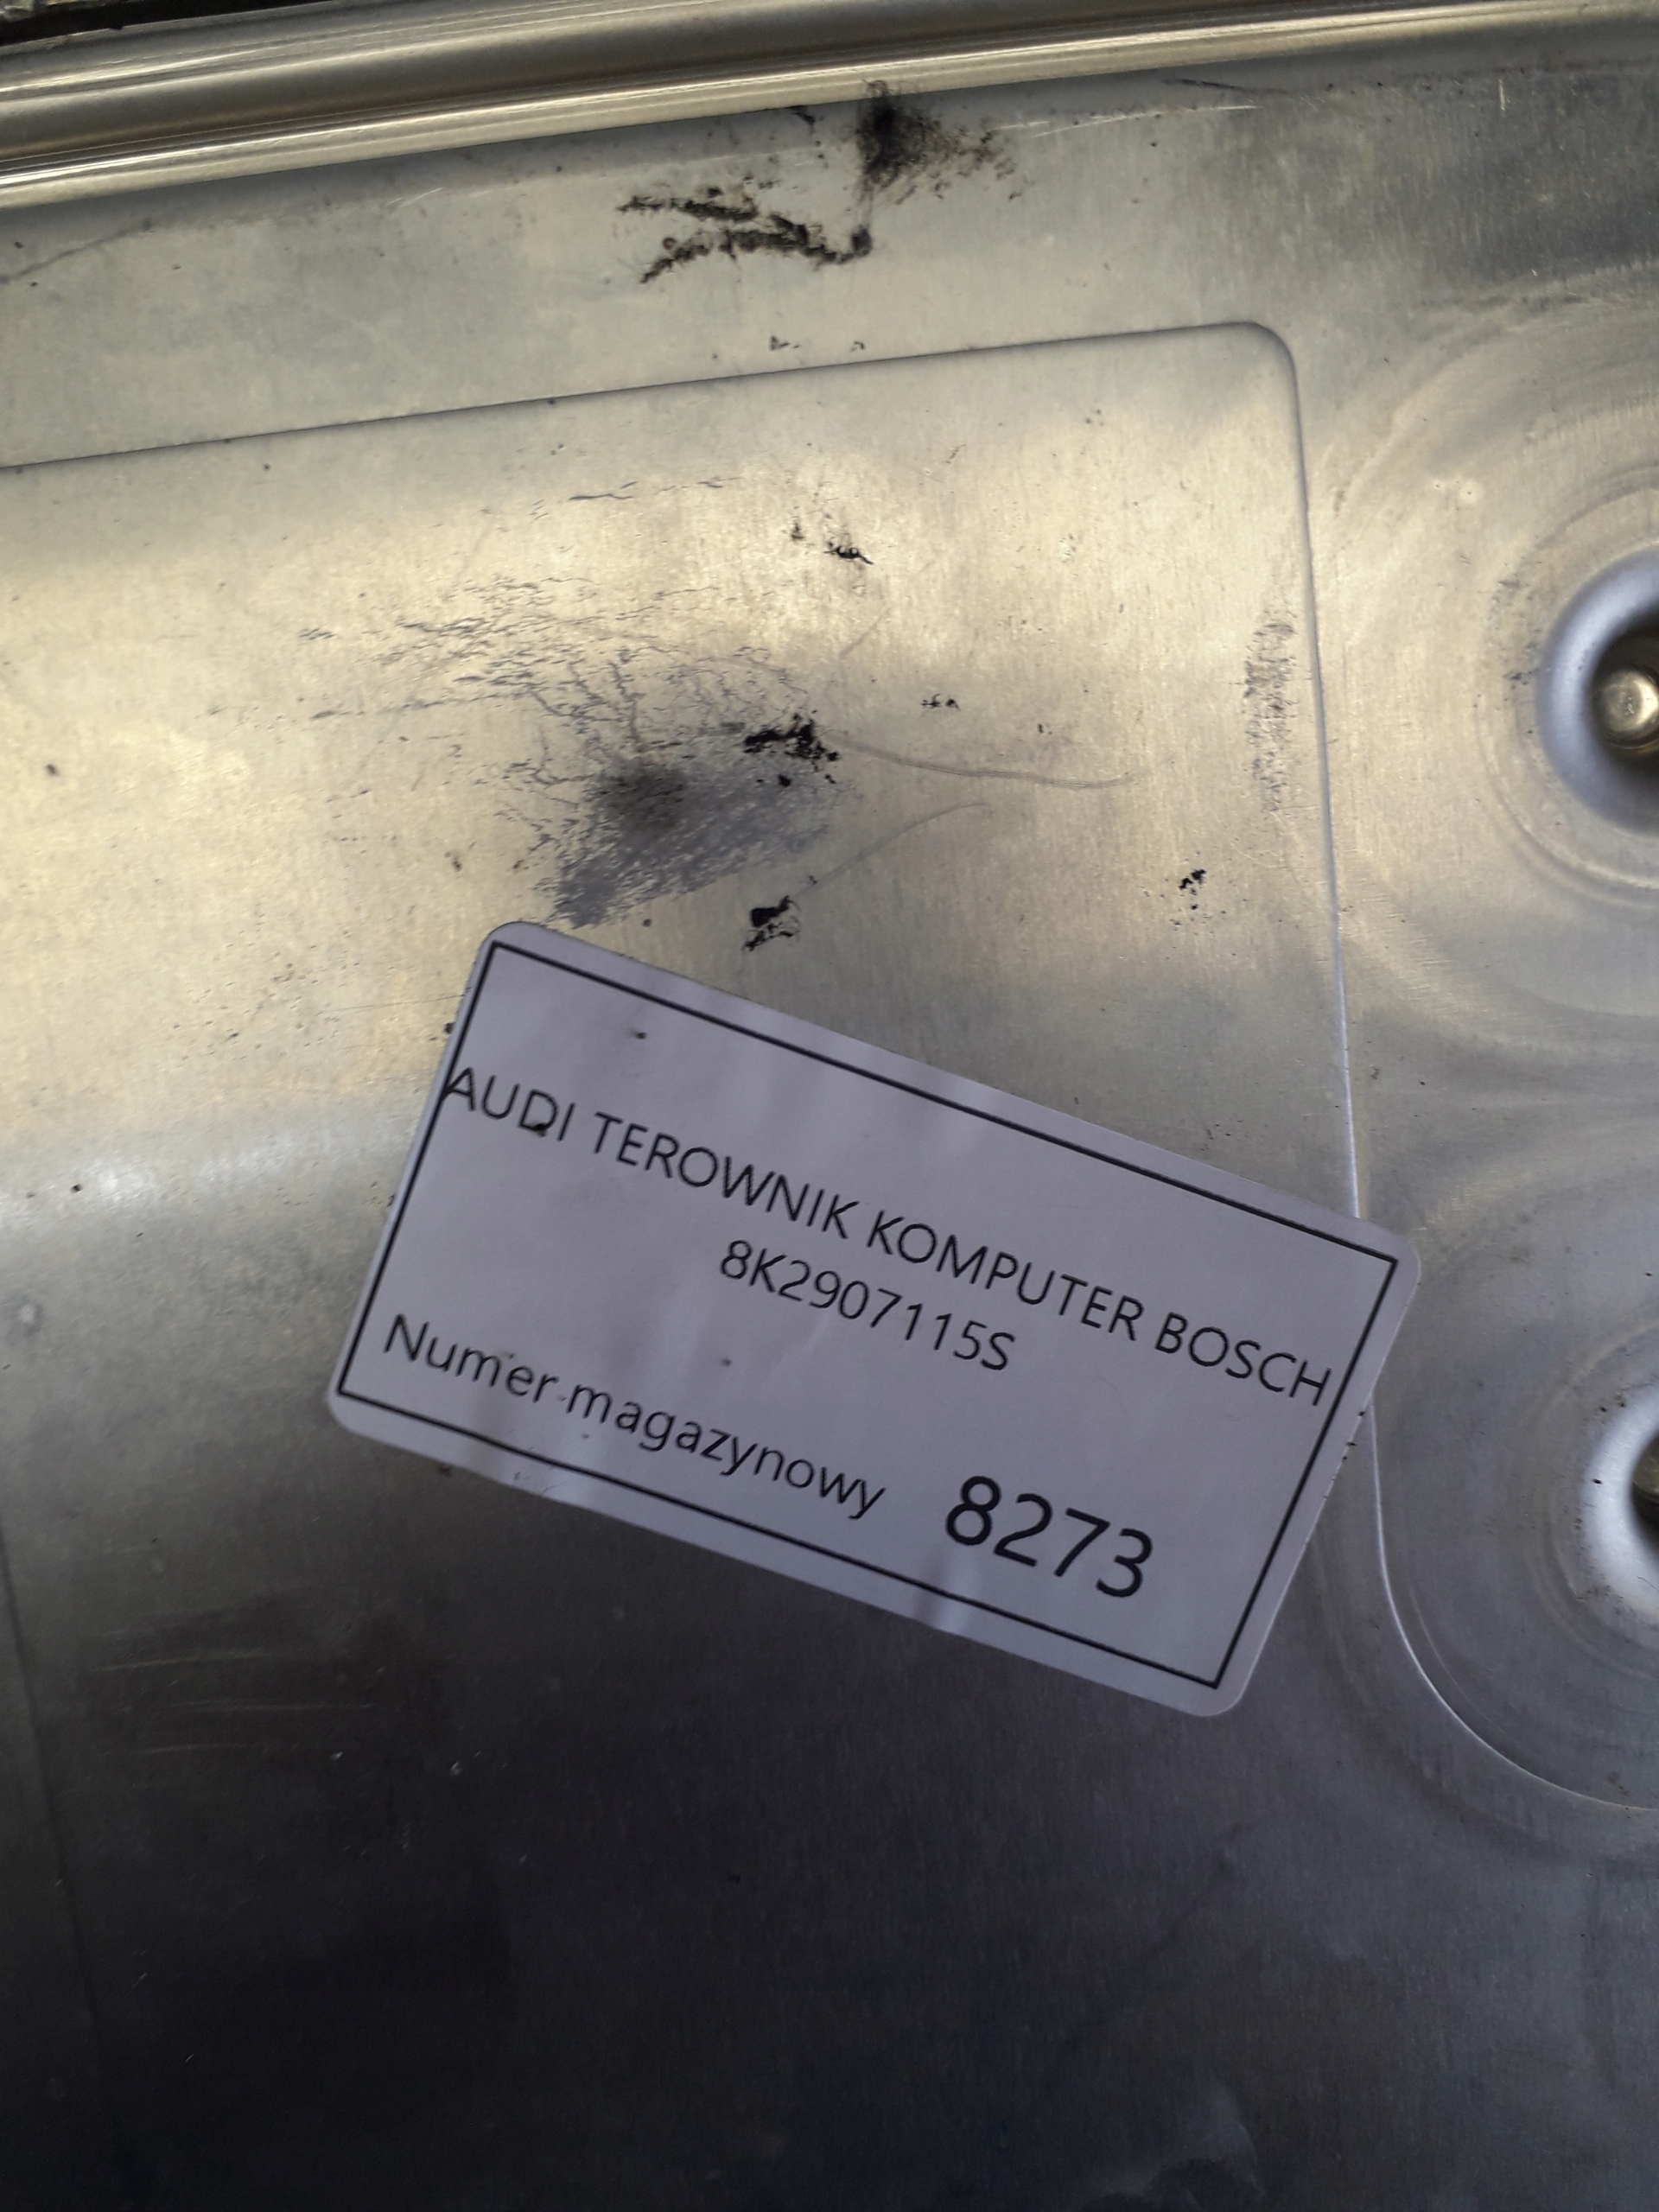 AUDI TEROWNIK KOMPUTER BOSCH
8K2907115S
Numer magazynowy 8273